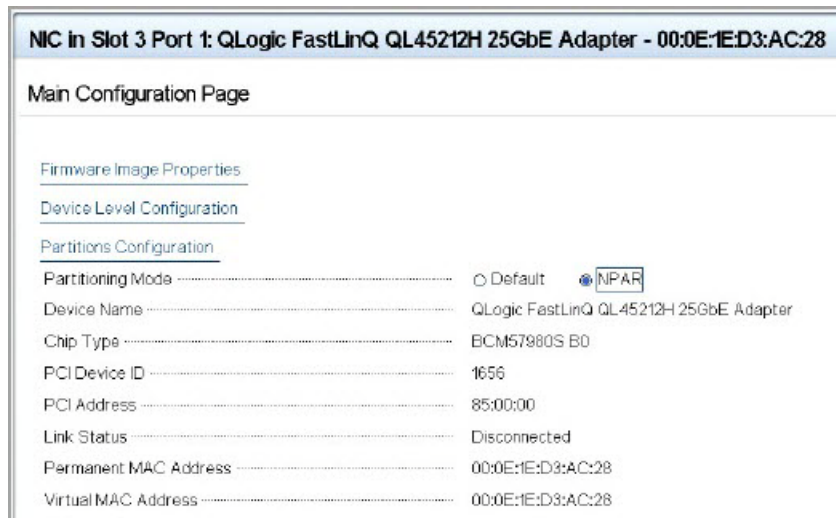 NIC in Slot 3 Port 1: QLogic FastLinQ QL45212H 25GbE Adapter - 00:0E:1E:D3:AC:28
Main Configuration Page
Firmware Image Properties
Device Level Configuration
Partitions Configuration
Partitioning Mode Default NPAR
Device Name QLogic FastLinQ QL45212H 25GbE Adapter
Chip Type BCM57980S B0
PCI Device ID 1656
PCI Address 85:00:00
Link Status Disconnected
Permanent MAC Address 00:0E:1E:D3:AC:28
Virtual MAC Address 00:0E:1E:D3:AC:28